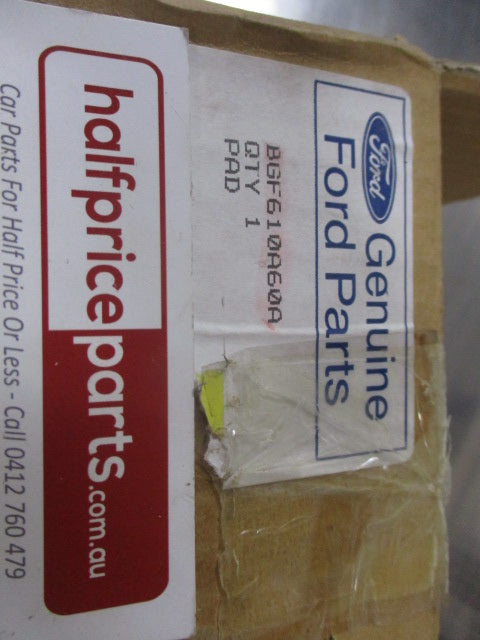 Ford
Genuine
Ford Parts
BGF610A60A
QTY 1
PAD
halfpriceparts.com.au
Car Parts For Half Price Or Less - Call 0412 760 479